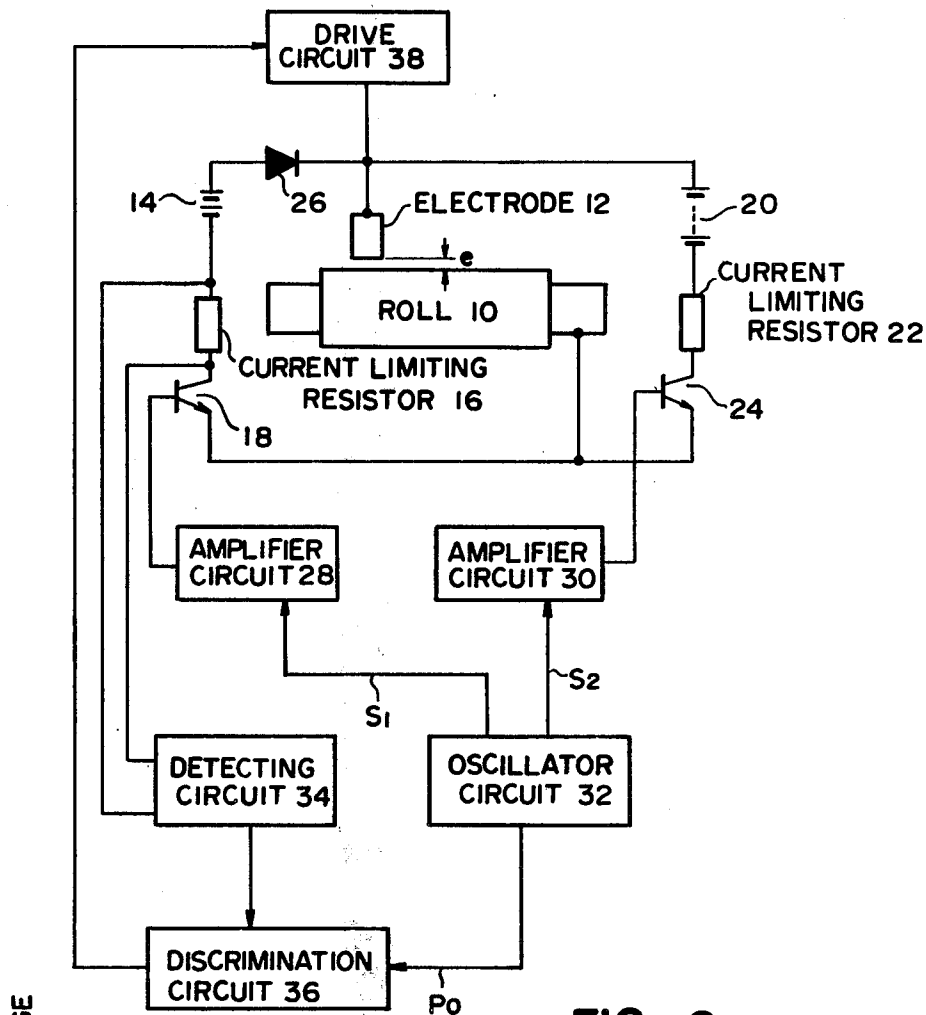 DRIVE
CIRCUIT 38
14
26
ELECTRODE 12
20
e
ROLL 10
CURRENT
LIMITING
RESISTOR 22
CURRENT LIMITING
RESISTOR 16
18
24
AMPLIFIER
CIRCUIT 28
AMPLIFIER
CIRCUIT 30
S1
S2
DETECTING
CIRCUIT 34
OSCILLATOR
CIRCUIT 32
DISCRIMINATION
CIRCUIT 36
Po